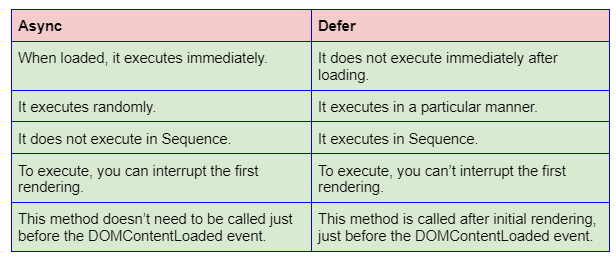 Async
Defer
When loaded, it executes immediately.
It does not execute immediately after
loading.
It executes randomly.
It executes in a particular manner.
It does not execute in Sequence.
It executes in Sequence.
To execute, you can interrupt the first
rendering.
To execute, you can’t interrupt the first
rendering.
This method doesn’t need to be called just
before the DOMContentLoaded event.
This method is called after initial rendering,
just before the DOMContentLoaded event.